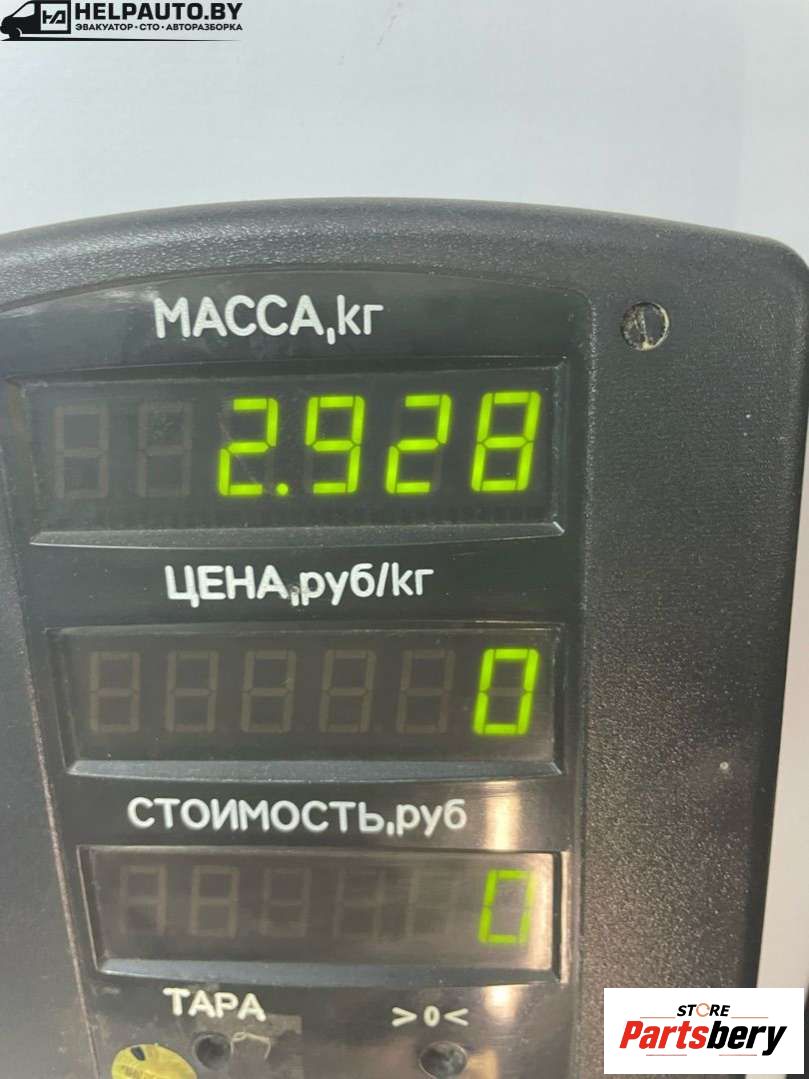 HELPAUTO.BY
ЭВАКУАТОР • СТО • АВТОРАЗБОРКА
МАССА,кг
2.928
ЦЕНА,руб/кг
0
СТОИМОСТЬ,руб
0
ТАРА >0<
STORE
Partsbery